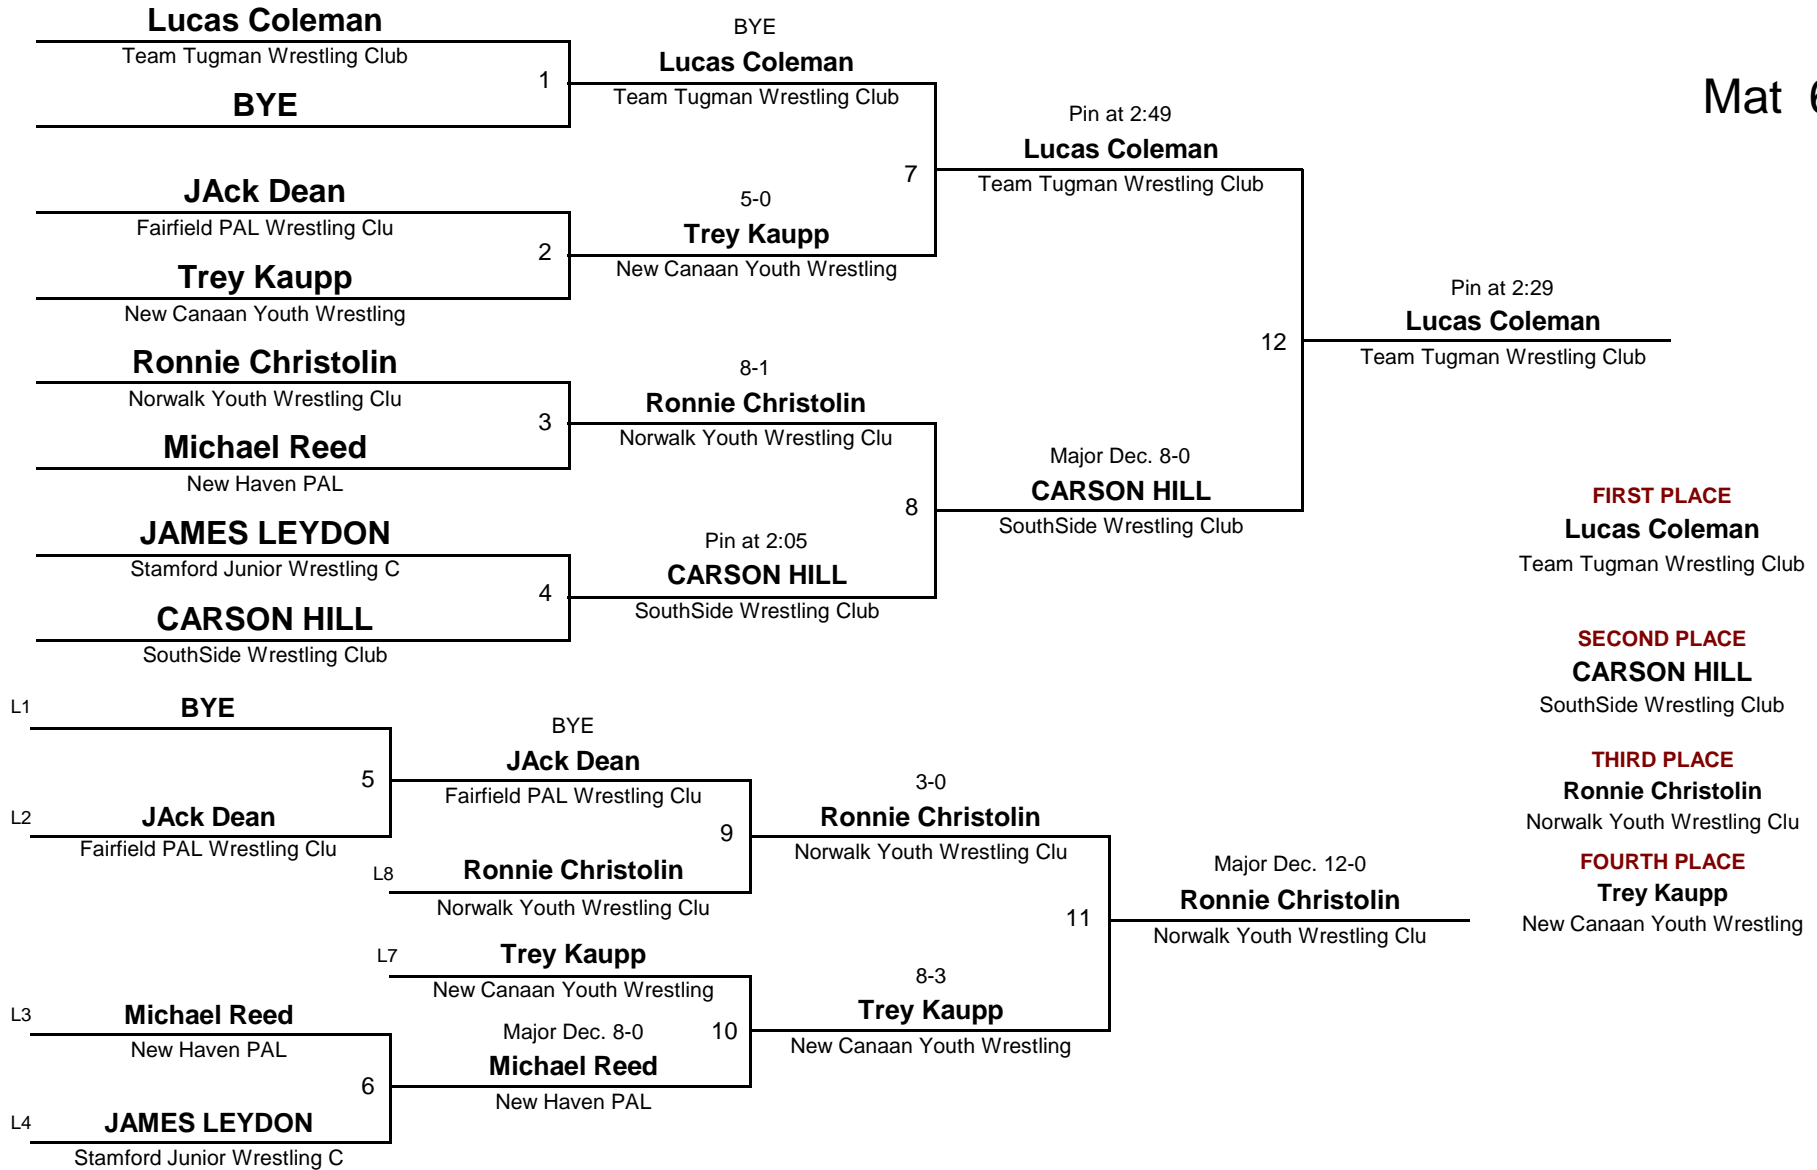 Lucas Coleman
Team Tugman Wrestling Club
1
BYE
JAck Dean
Fairfield PAL Wrestling Clu
2
Trey Kaupp
New Canaan Youth Wrestling
Ronnie Christolin
Norwalk Youth Wrestling Clu
3
Michael Reed
New Haven PAL
JAMES LEYDON
Stamford Junior Wrestling C
4
CARSON HILL
SouthSide Wrestling Club
BYE
Lucas Coleman
Team Tugman Wrestling Club
7
5-0
Trey Kaupp
New Canaan Youth Wrestling
8-1
Ronnie Christolin
Norwalk Youth Wrestling Clu
8
Pin at 2:05
CARSON HILL
SouthSide Wrestling Club
Pin at 2:49
Lucas Coleman
Team Tugman Wrestling Club
12
Major Dec. 8-0
CARSON HILL
SouthSide Wrestling Club
Pin at 2:29
Lucas Coleman
Team Tugman Wrestling Club
Mat 6
L1
BYE
5
L2
JAck Dean
Fairfield PAL Wrestling Clu
L3
Michael Reed
New Haven PAL
6
L4
JAMES LEYDON
Stamford Junior Wrestling C
BYE
JAck Dean
Fairfield PAL Wrestling Clu
9
L8
Ronnie Christolin
Norwalk Youth Wrestling Clu
L7
Trey Kaupp
New Canaan Youth Wrestling
10
Major Dec. 8-0
Michael Reed
New Haven PAL
3-0
Ronnie Christolin
Norwalk Youth Wrestling Clu
11
8-3
Trey Kaupp
New Canaan Youth Wrestling
Major Dec. 12-0
Ronnie Christolin
Norwalk Youth Wrestling Clu
FIRST PLACE
Lucas Coleman
Team Tugman Wrestling Club
SECOND PLACE
CARSON HILL
SouthSide Wrestling Club
THIRD PLACE
Ronnie Christolin
Norwalk Youth Wrestling Clu
FOURTH PLACE
Trey Kaupp
New Canaan Youth Wrestling